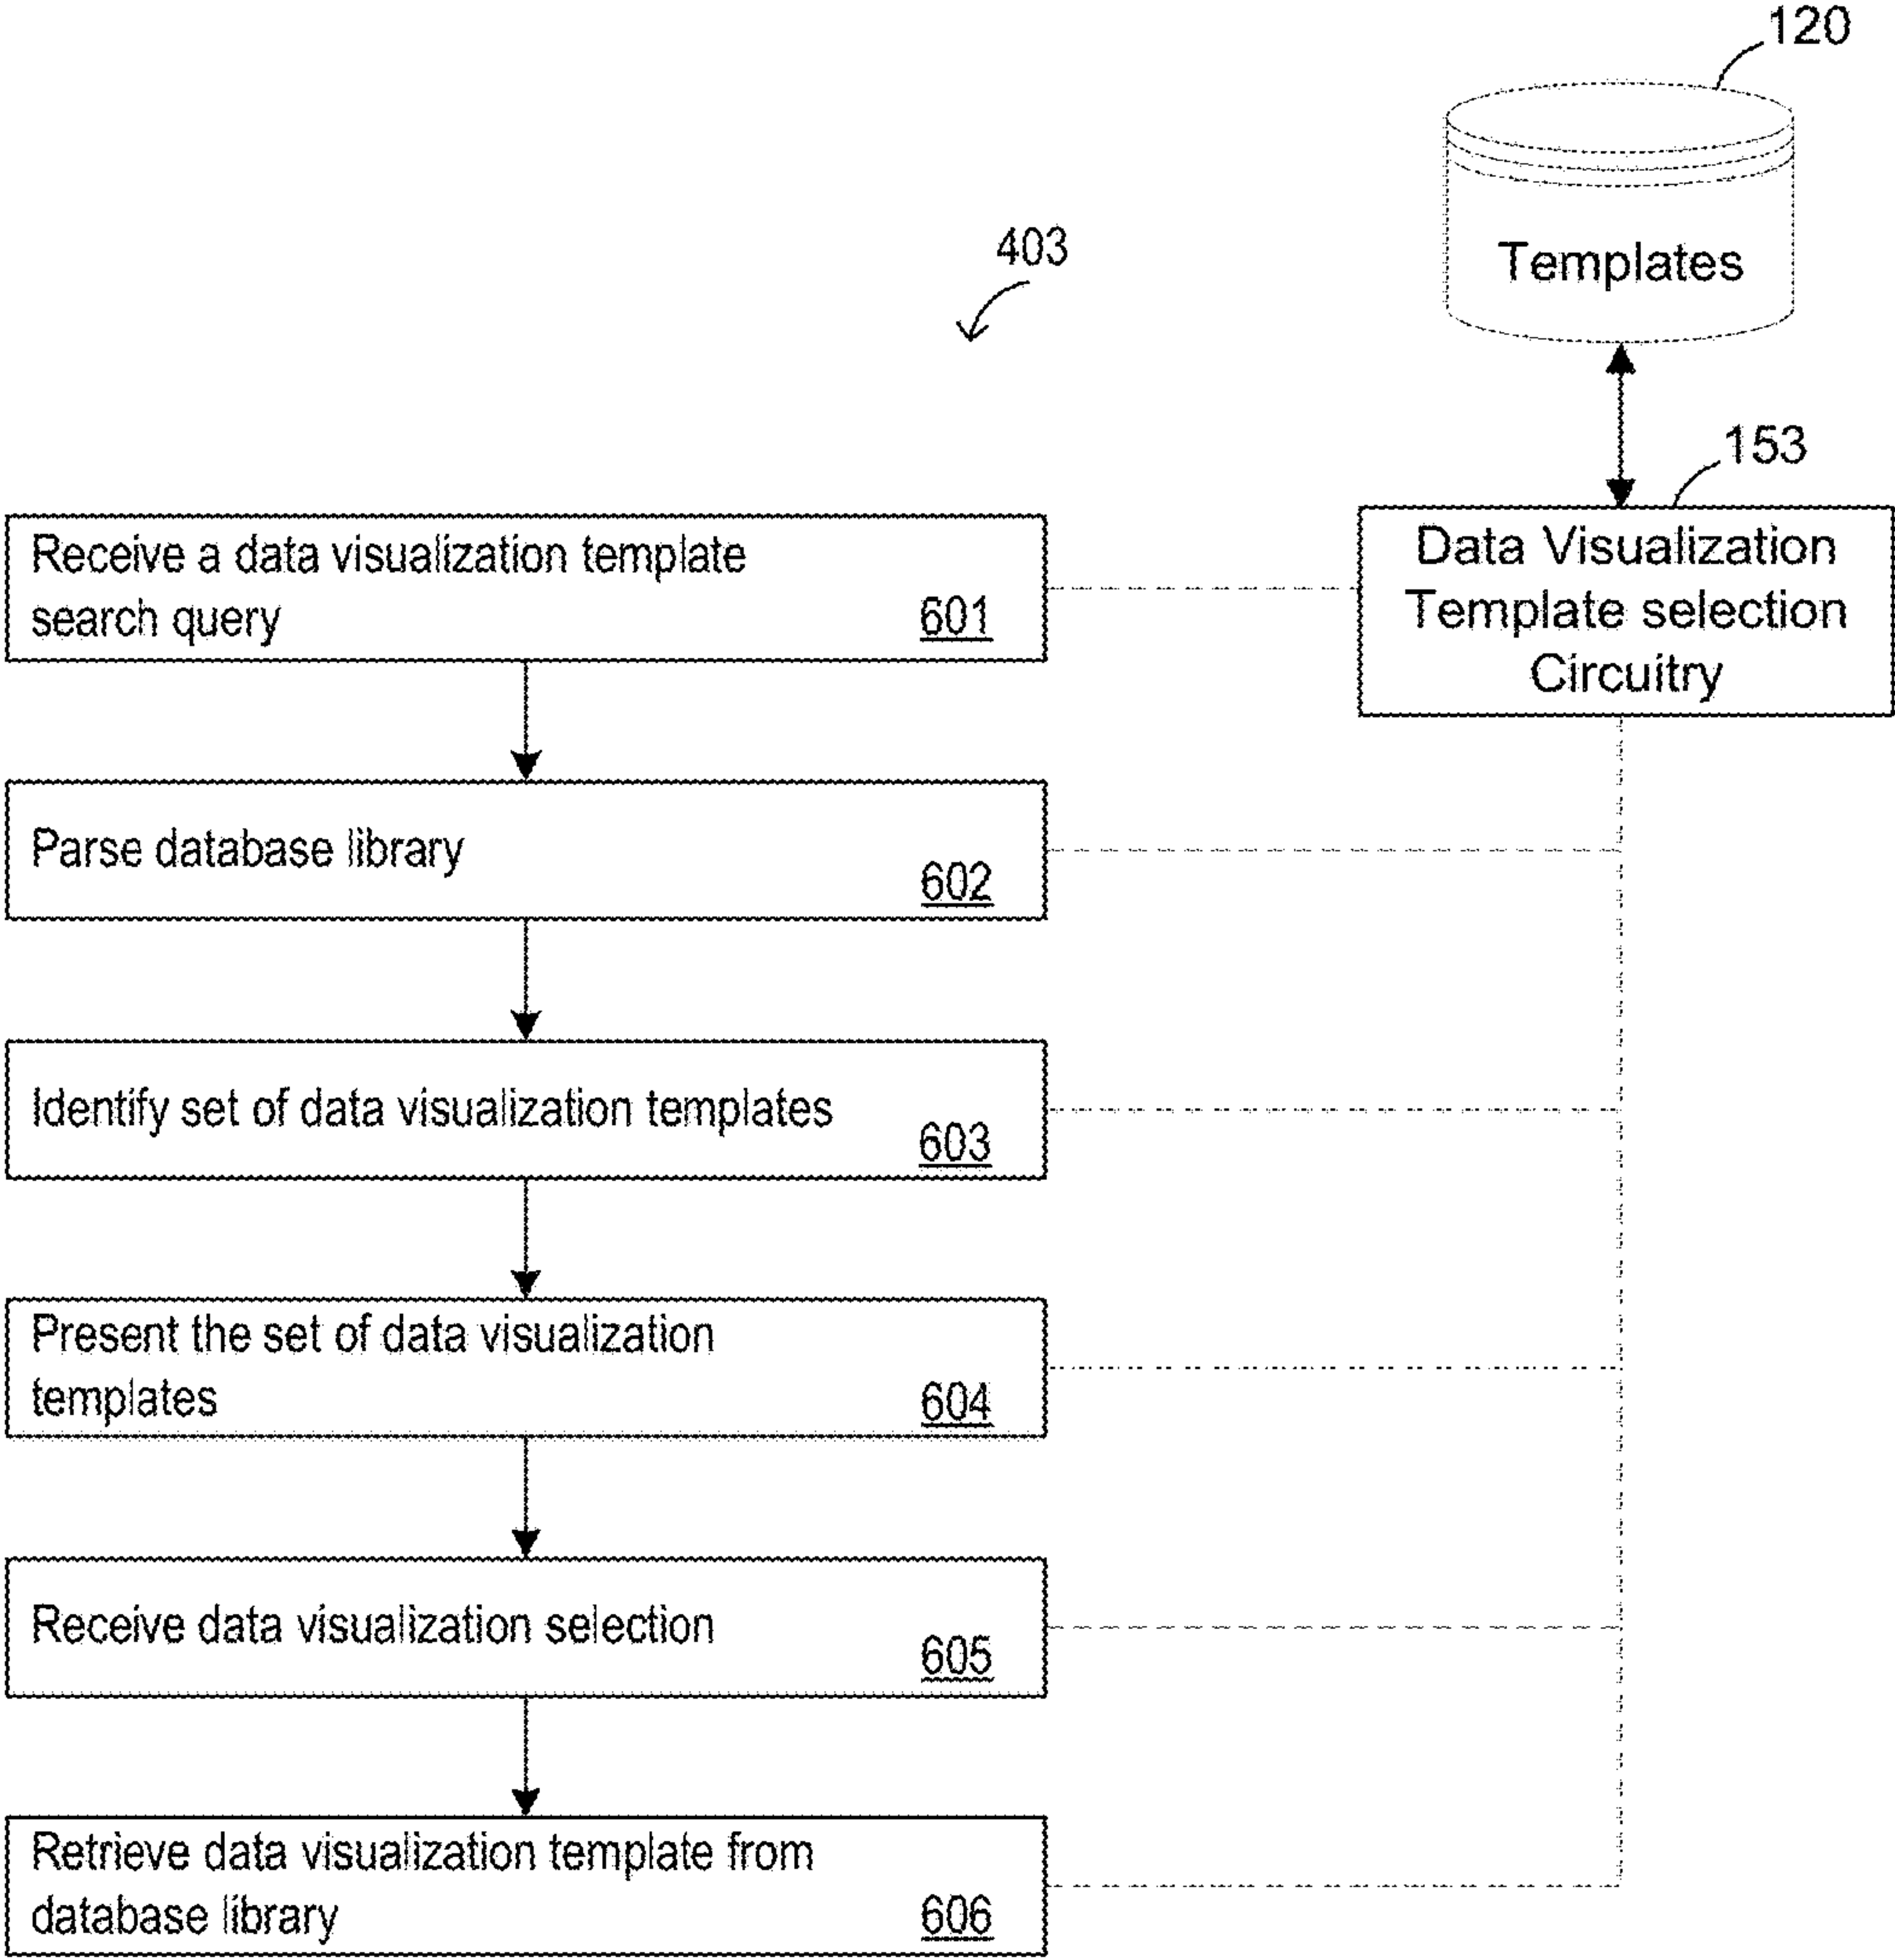 120
Templates
403
153
Data Visualization
Template selection
Circuitry
Receive a data visualization template
search query 601
Parse database library 602
Identify set of data visualization templates 603
Present the set of data visualization
templates 604
Receive data visualization selection 605
Retrieve data visualization template from
database library 606